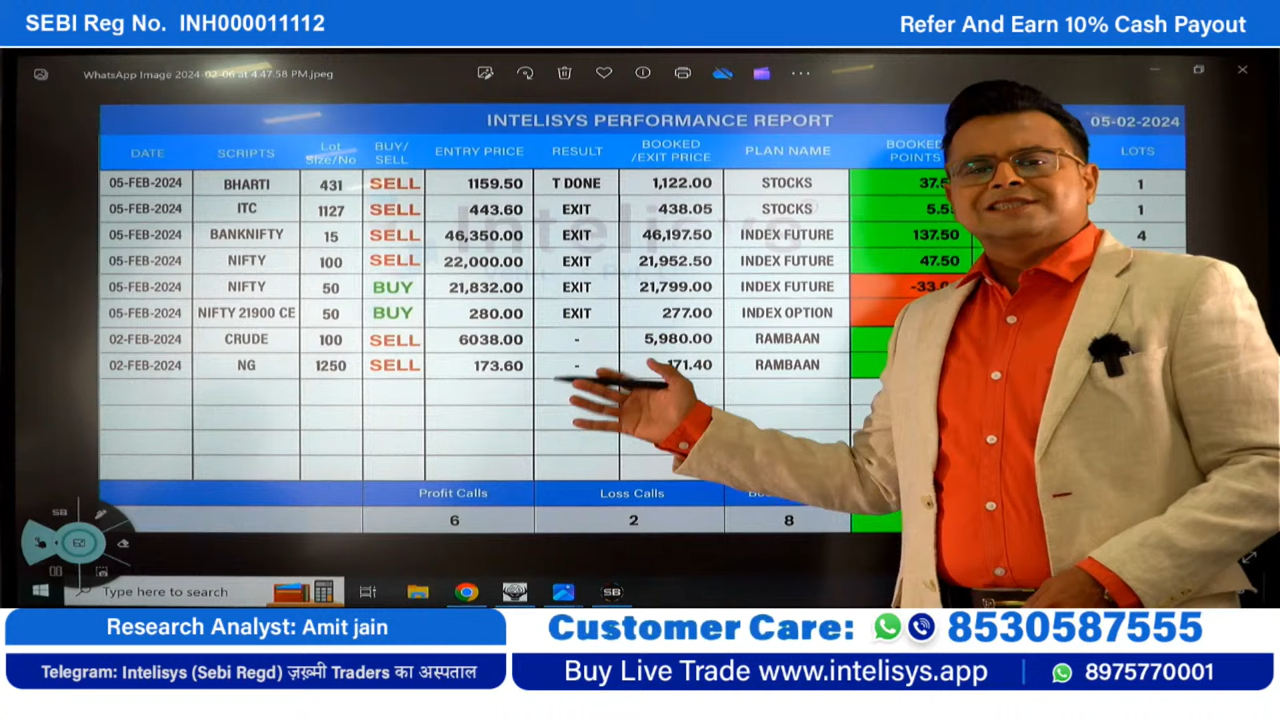 SEBI Reg No. INH000011112
Refer And Earn 10% Cash Payout
WhatsApp Image 2024-02-06 at 4.47.58 PM.jpeg
INTELISYS PERFORMANCE REPORT 05-02-2024
DATE SCRIPTS Lot Size/No BUY/ SELL ENTRY PRICE RESULT BOOKED /EXIT PRICE PLAN NAME BOOKED POINTS LOTS
05-FEB-2024 BHARTI 431 SELL 1159.50 T DONE 1,122.00 STOCKS 1
05-FEB-2024 ITC 1127 SELL 443.60 EXIT 438.05 STOCKS 1
05-FEB-2024 BANKNIFTY 15 SELL 46,350.00 EXIT 46,197.50 INDEX FUTURE 137.50 4
05-FEB-2024 NIFTY 100 SELL 22,000.00 EXIT 21,952.50 INDEX FUTURE 47.50
05-FEB-2024 NIFTY 50 BUY 21,832.00 EXIT 21,799.00 INDEX FUTURE
05-FEB-2024 NIFTY 21900 CE 50 BUY 280.00 EXIT 277.00 INDEX OPTION
02-FEB-2024 CRUDE 100 SELL 6038.00 - 5,980.00 RAMBAAN
02-FEB-2024 NG 1250 SELL 173.60 - 171.40 RAMBAAN
Intelisys
Profit Calls Loss Calls
6 2 8
SB
Type here to search
SB
Research Analyst: Amit jain
Customer Care: 8530587555
Telegram: Intelisys (Sebi Regd) ज़ख़्मी Traders का अस्पताल
Buy Live Trade www.intelisys.app | 8975770001